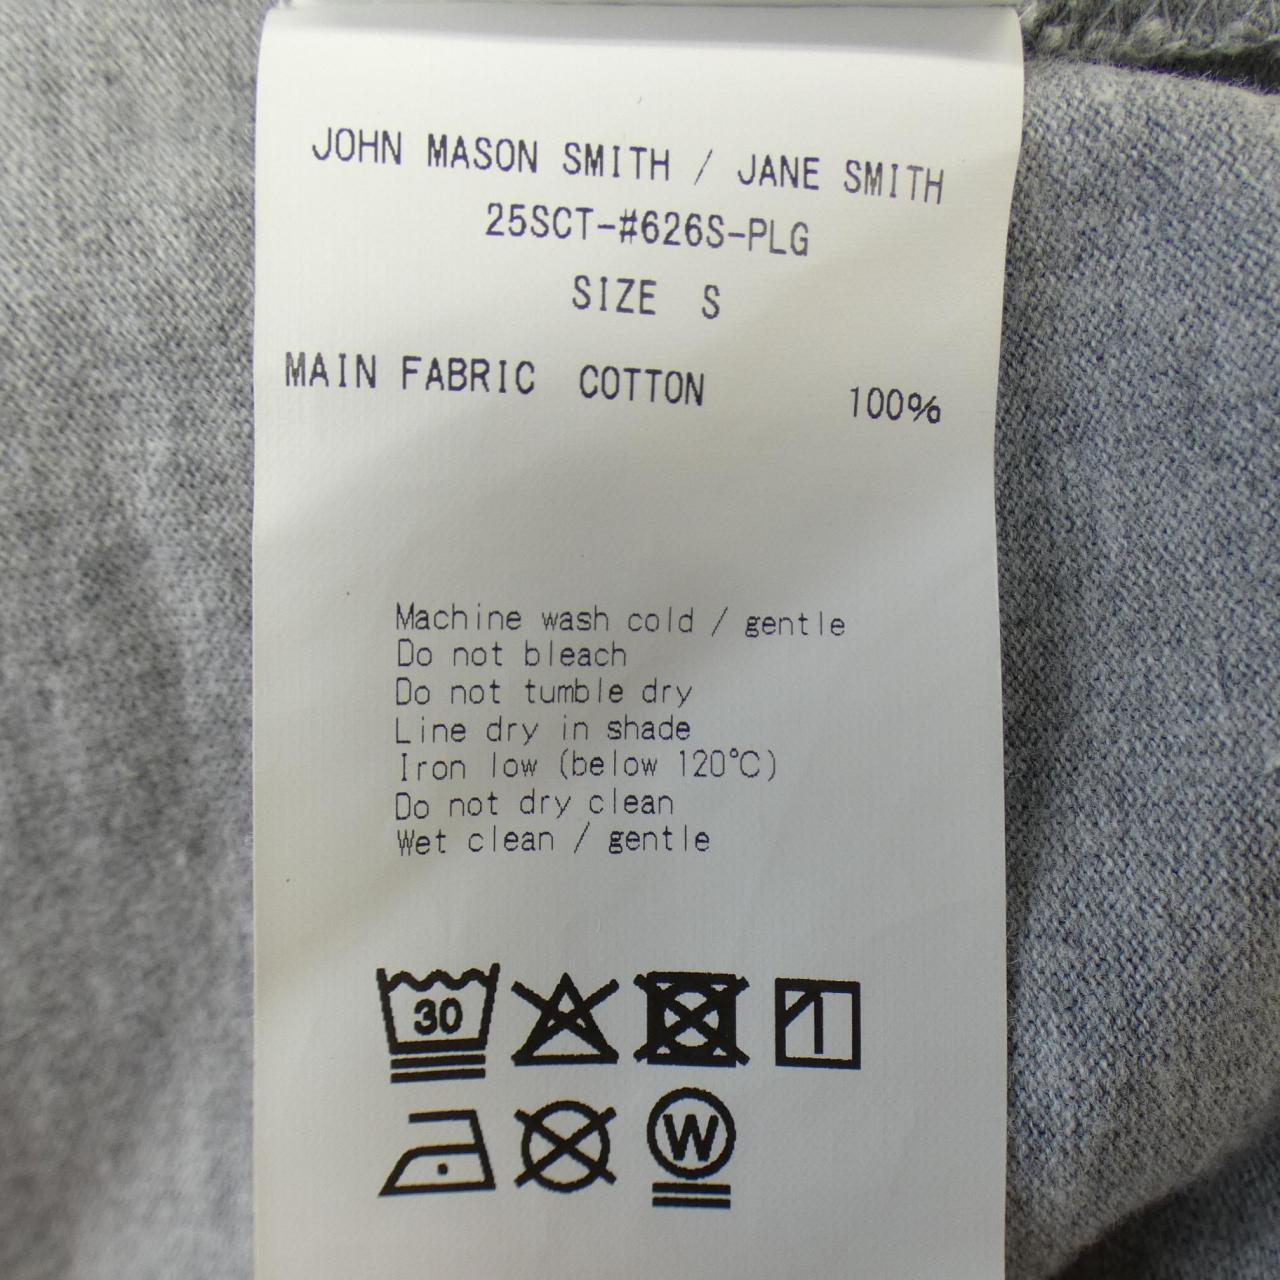 JOHN MASON SMITH / JANE SMITH
25SCT-#626S-PLG
SIZE S
MAIN FABRIC COTTON 100%
Machine wash cold / gentle
Do not bleach
Do not tumble dry
Line dry in shade
Iron low (below 120℃)
Do not dry clean
Wet clean / gentle
30
W